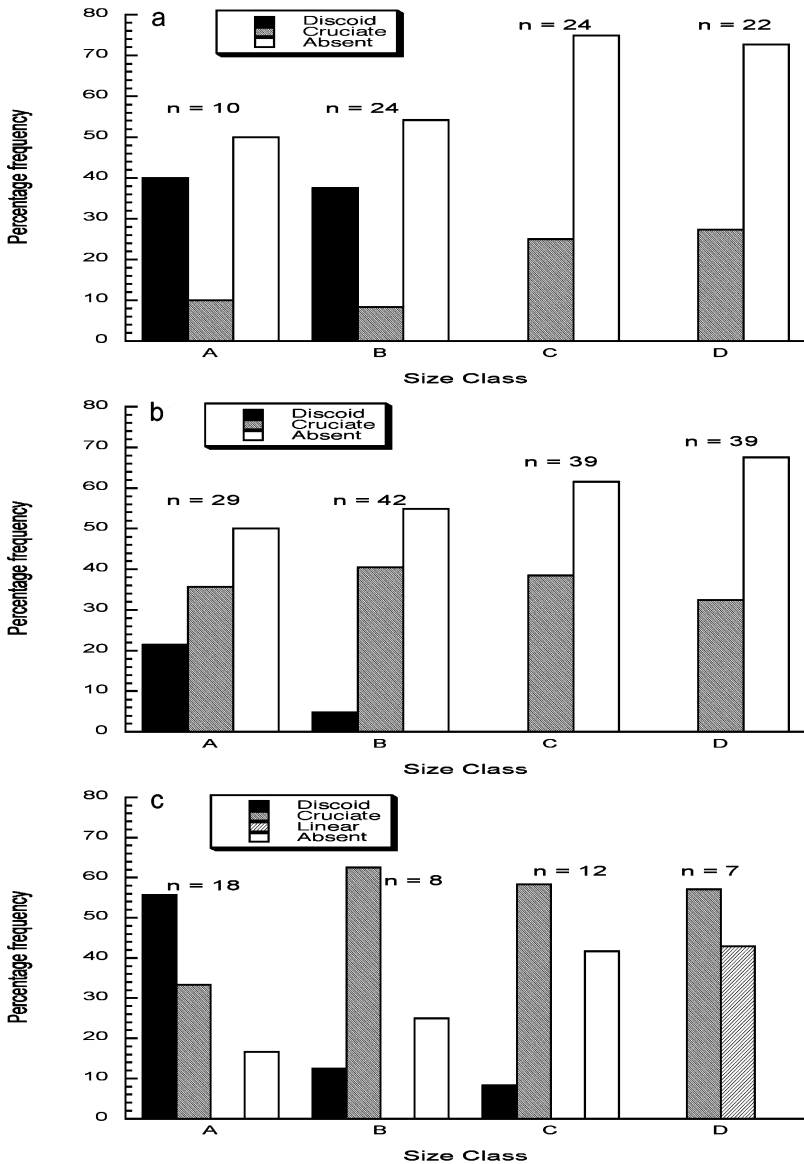 a
Discoid
Cruciate
Absent
n = 10
n = 24
n = 24
n = 22
Percentage frequency
80
70
60
50
40
30
20
10
0
A B C D
Size Class
b
Discoid
Cruciate
Absent
n = 29
n = 42
n = 39
n = 39
Percentage frequency
80
70
60
50
40
30
20
10
0
A B C D
Size Class
c
Discoid
Cruciate
Linear
Absent
n = 18
n = 8
n = 12
n = 7
Percentage frequency
80
70
60
50
40
30
20
10
0
A B C D
Size Class